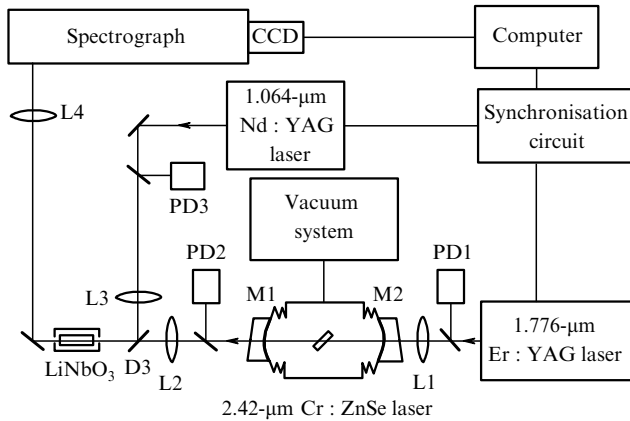 Spectrograph
CCD
Computer
L4
1.064-μm
Nd : YAG
laser
Synchronisation
circuit
PD3
Vacuum
system
PD2
PD1
L3
M1
M2
1.776-μm
Er : YAG laser
LiNbO3
D3
L2
L1
2.42-μm Cr : ZnSe laser